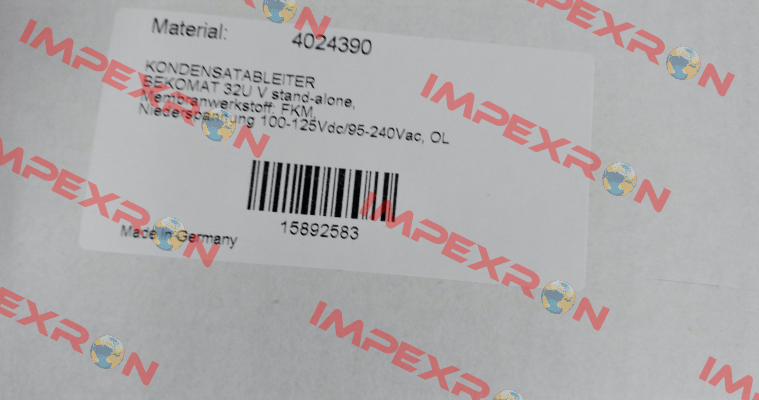 Material: 4024390
KONDENSATABLEITER
BEKOMAT 32U V stand-alone,
Membranwerkstoff: FKM,
Niederspannung 100-125Vdc/95-240Vac, OL
15892583
Made in Germany
IMPEXRON
IMPEXRON
IMPEXRON
IMPEXRON
IMPEXRON
IMPEXRON
IMPEXRON